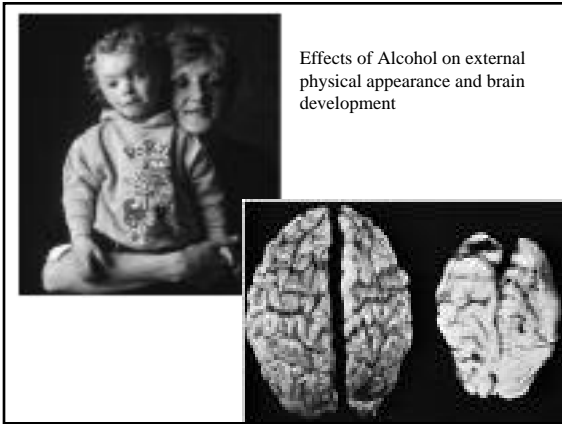 Effects of Alcohol on external
physical appearance and brain
development